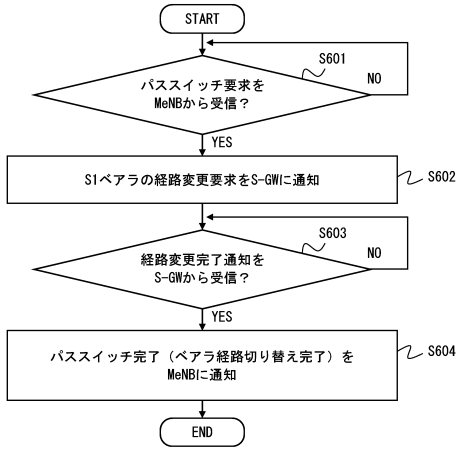 START
S601
パススイッチ要求を
MeNBから受信？
NO
YES
S1ベアラの経路変更要求をS-GWに通知
S602
S603
経路変更完了通知を
S-GWから受信？
NO
YES
パススイッチ完了（ベアラ経路切り替え完了）を
MeNBに通知
S604
END